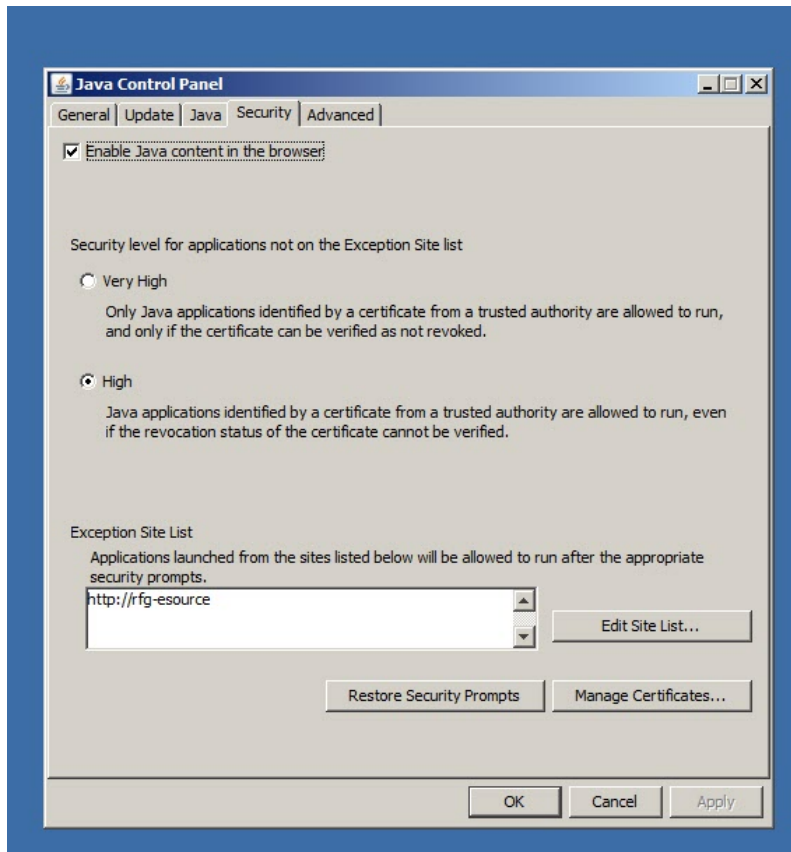 Java Control Panel
General Update Java Security Advanced
Enable Java content in the browser
Security level for applications not on the Exception Site list
Very High
Only Java applications identified by a certificate from a trusted authority are allowed to run,
and only if the certificate can be verified as not revoked.
High
Java applications identified by a certificate from a trusted authority are allowed to run, even
if the revocation status of the certificate cannot be verified.
Exception Site List
Applications launched from the sites listed below will be allowed to run after the appropriate
security prompts.
http://rfg-esource
Edit Site List...
Restore Security Prompts Manage Certificates...
OK Cancel Apply